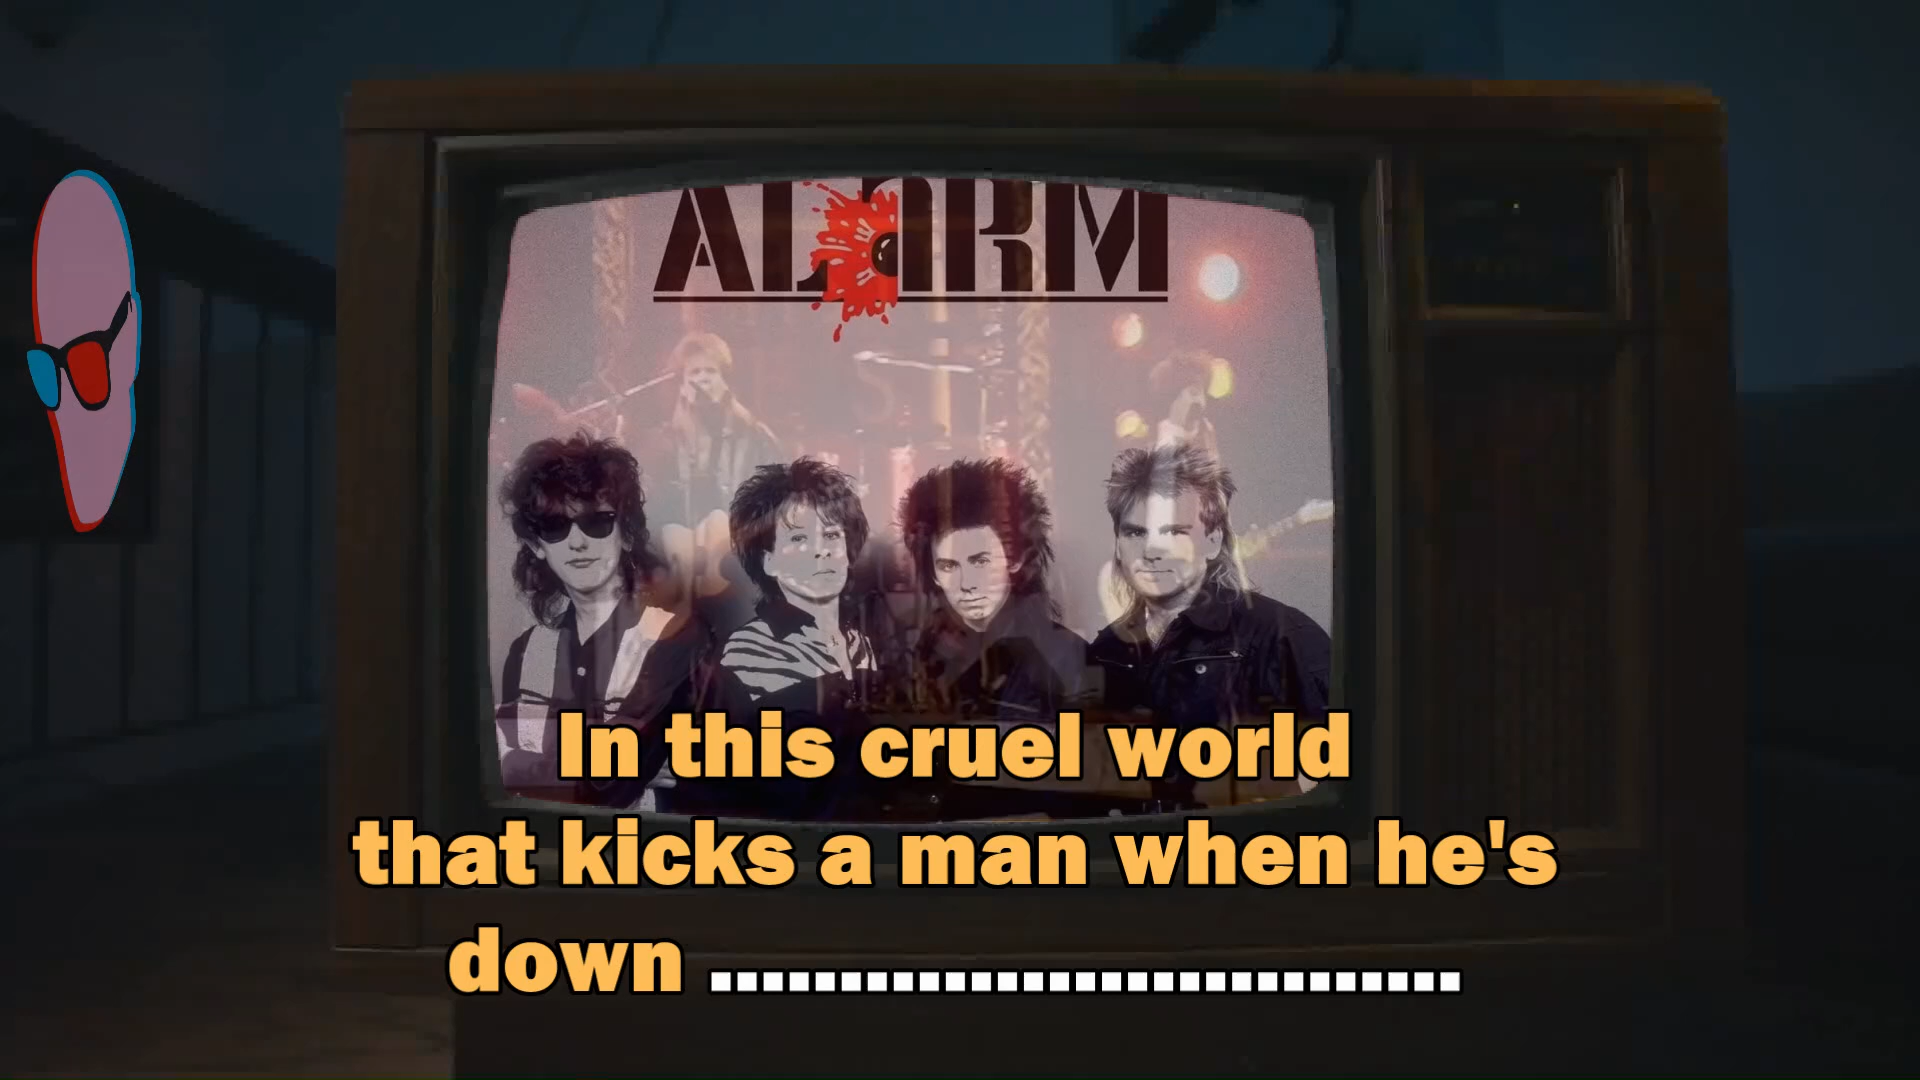 ALARM
In this cruel world
that kicks a man when he's
down .............................